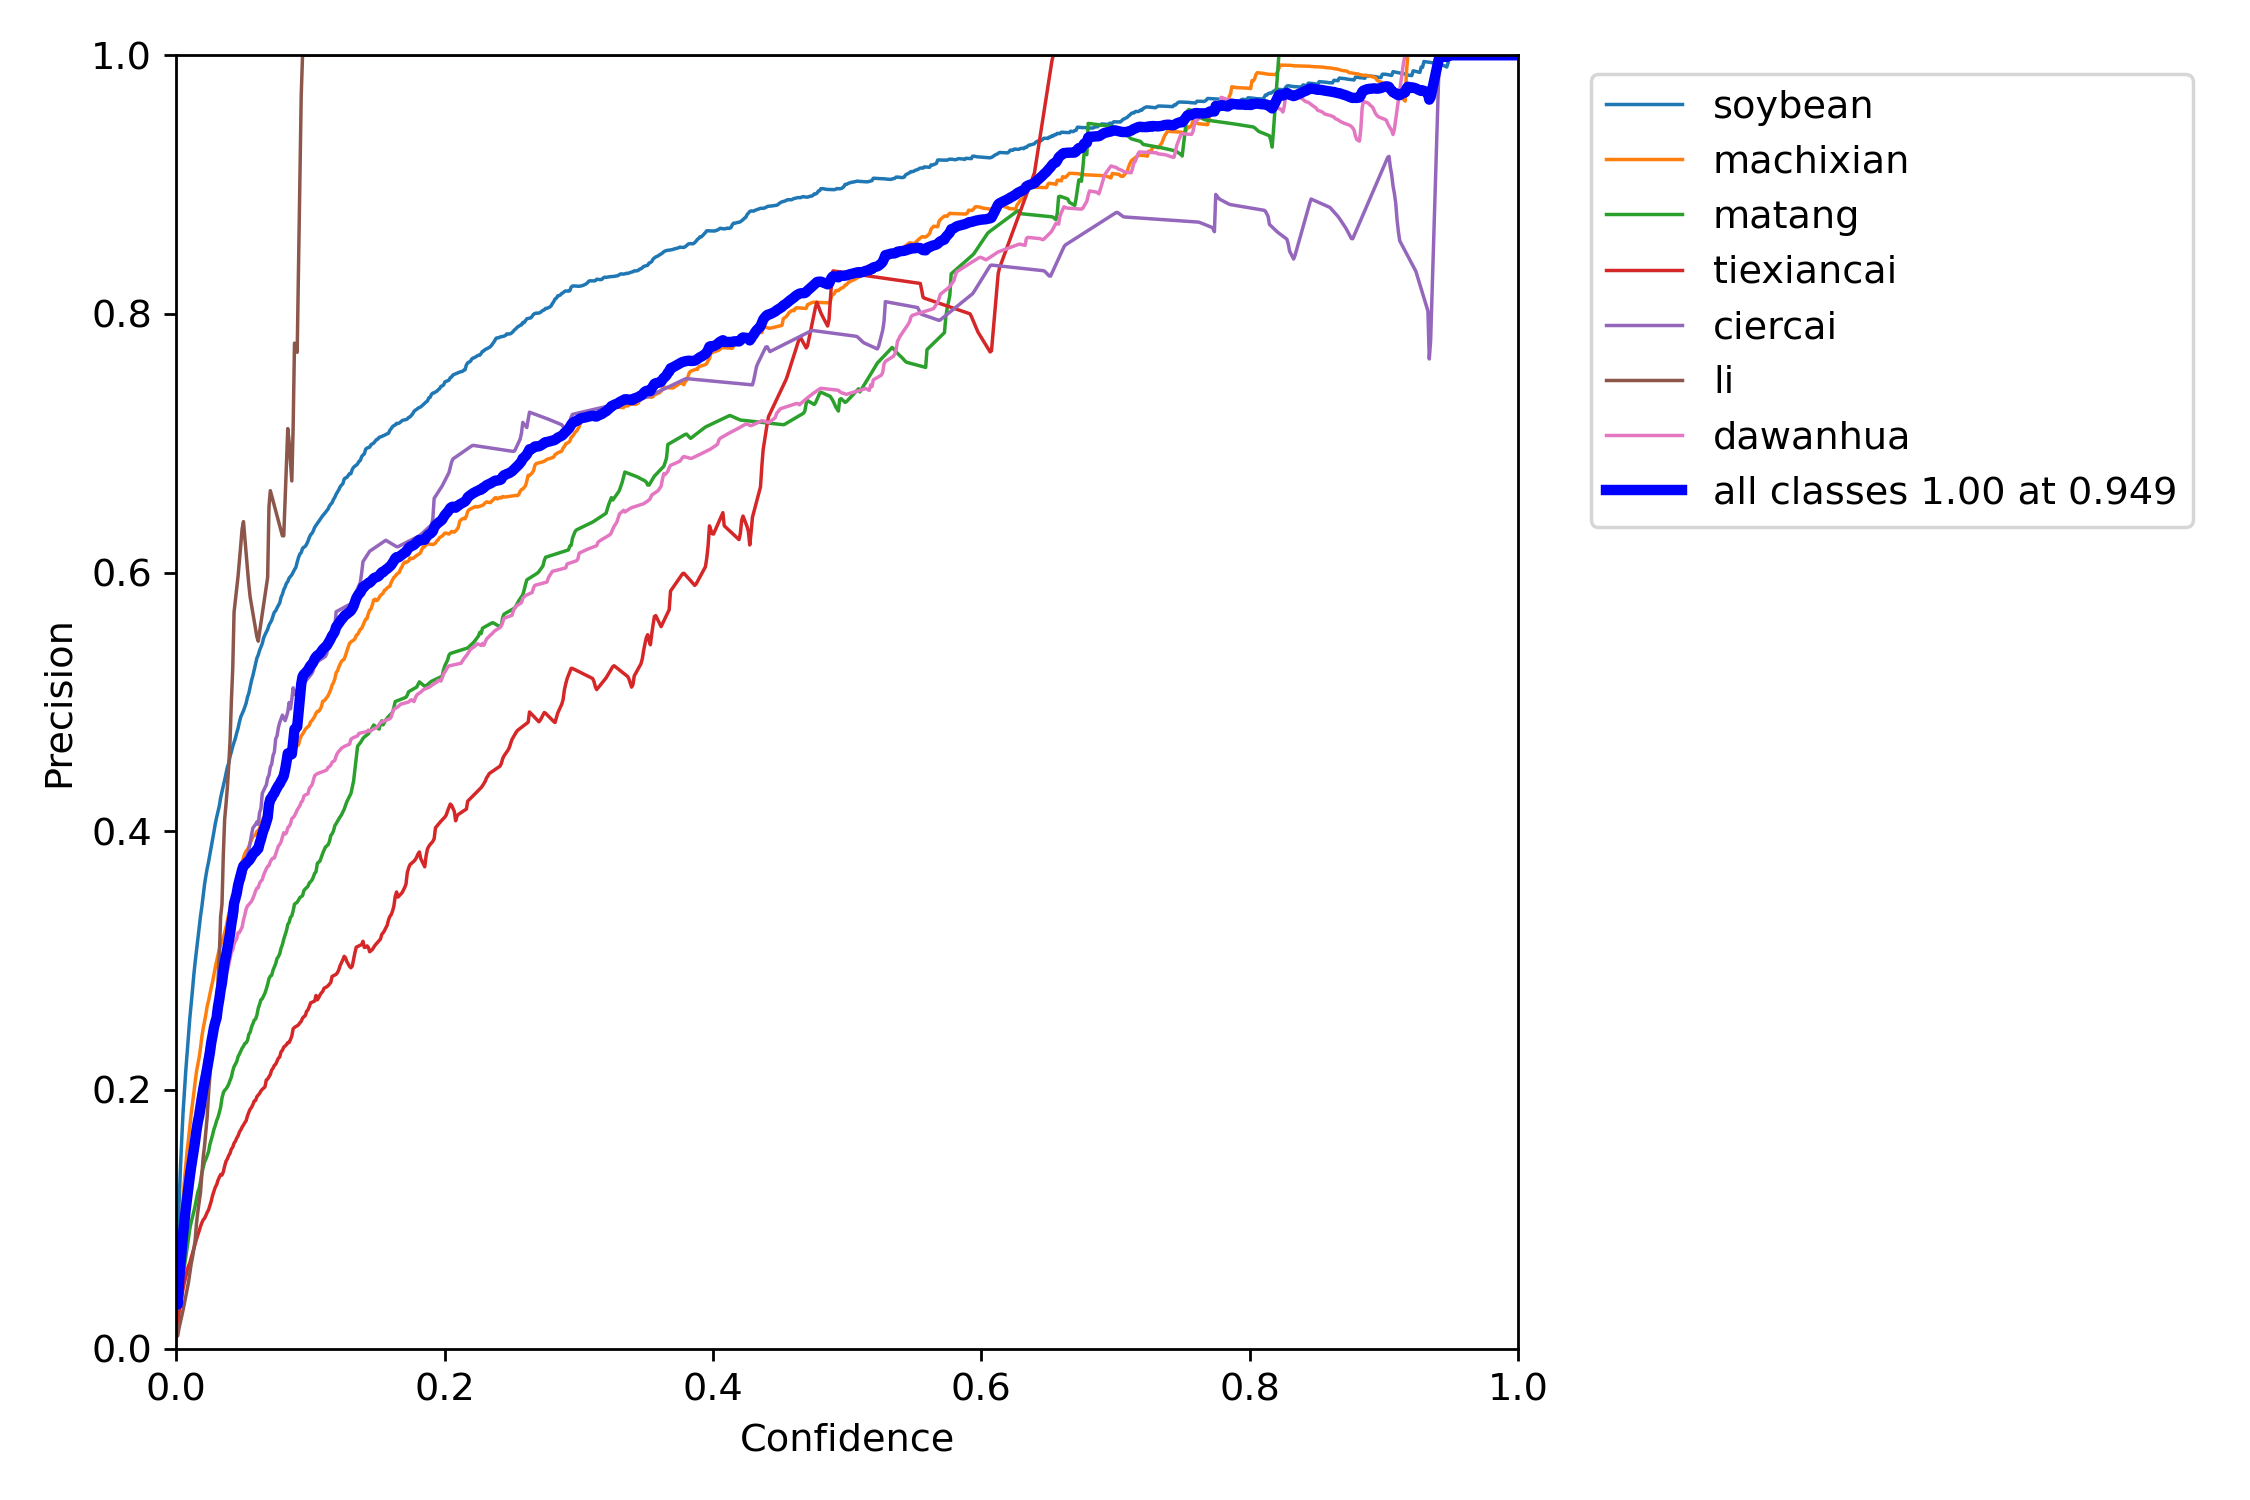 1.0
0.8
0.6
0.4
0.2
0.0
Precision
0.0 0.2 0.4 0.6 0.8 1.0
Confidence
soybean
machixian
matang
tiexiancai
ciercai
li
dawanhua
all classes 1.00 at 0.949